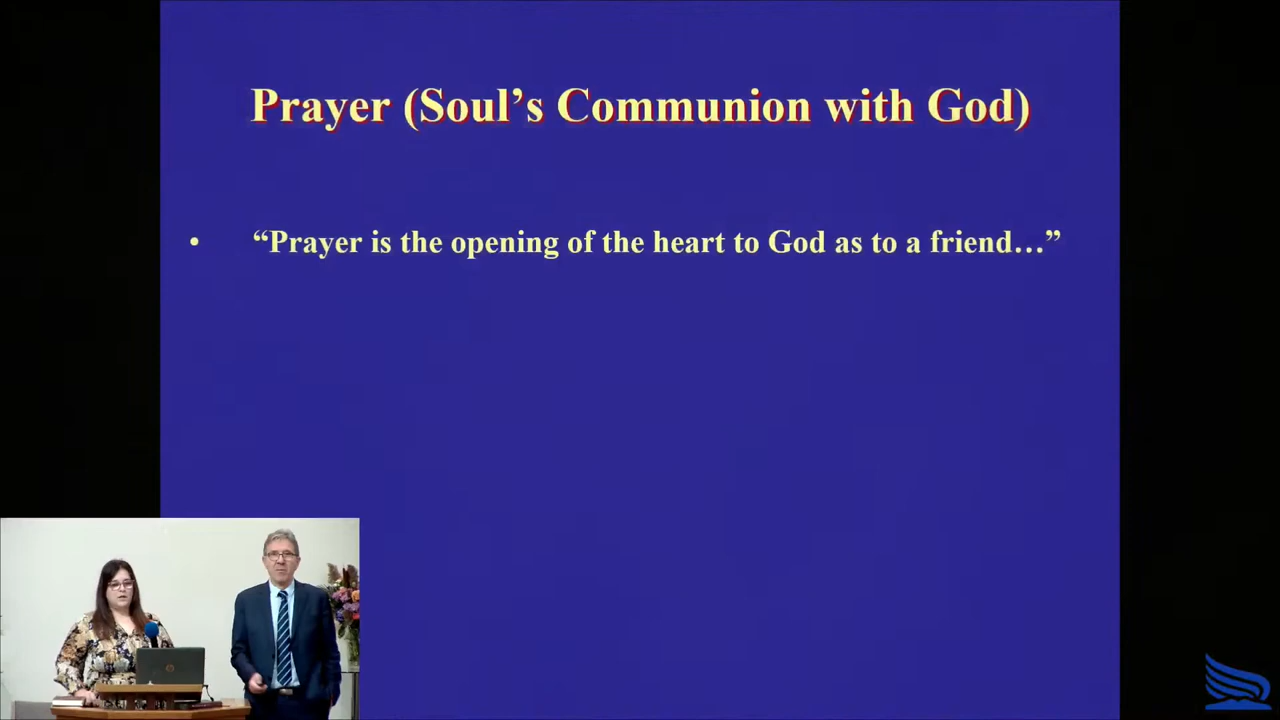 Prayer (Soul’s Communion with God)
• “Prayer is the opening of the heart to God as to a friend…”